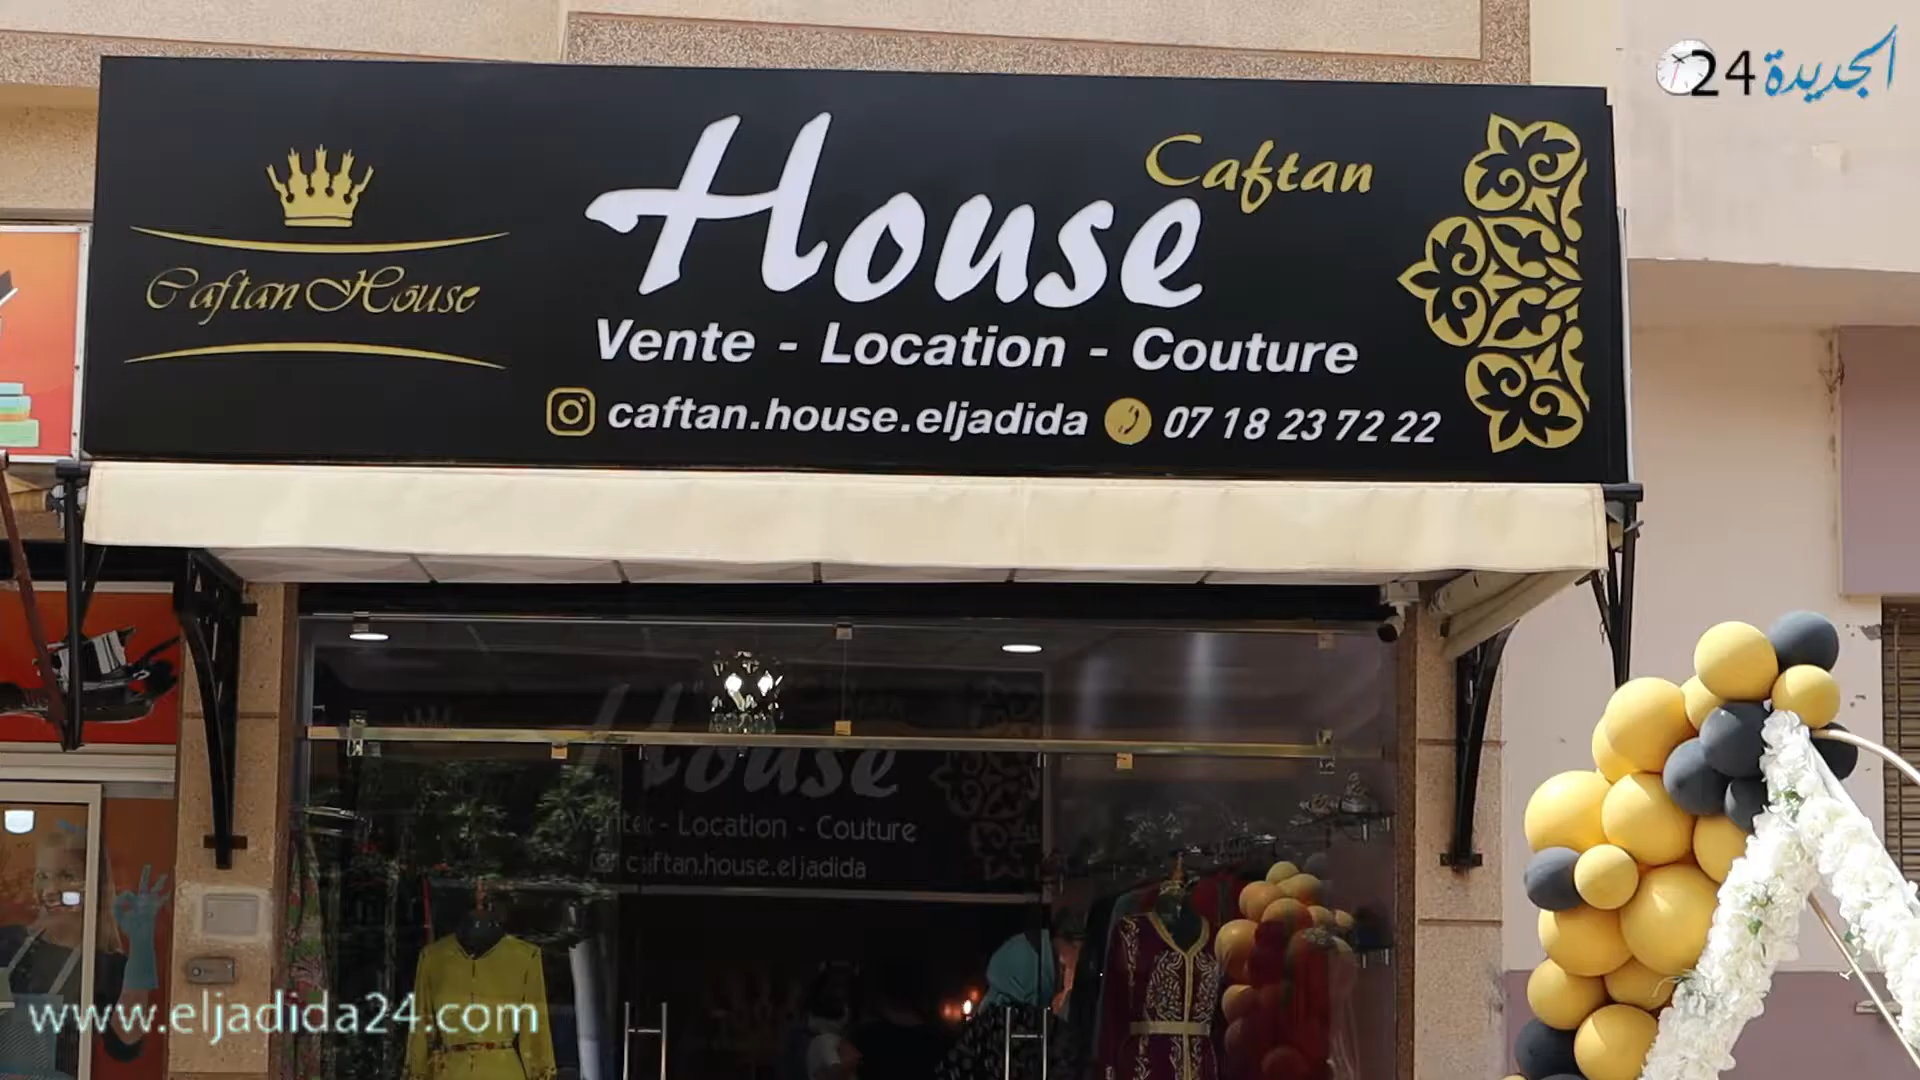 24 الجديدة
Caftan House
House Caftan
Vente - Location - Couture
caftan.house.eljadida 07 18 23 72 22
House
Vente - Location - Couture
caftan.house.eljadida
www.eljadida24.com